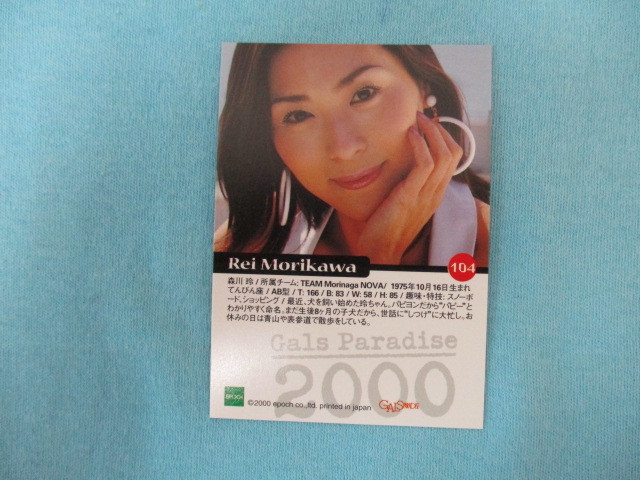 Rei Morikawa
104
森川 玲 / 所属チーム: TEAM Morinaga NOVA/ 1975年10月16日生まれ
てんびん座 / AB型 / T: 166 / B: 83 / W: 58 / H: 85 / 趣味・特技: スノーボ
ード、ショッピング / 最近、犬を飼い始めた玲ちゃん。パピヨンだから“パピー”と
わかりやすく命名。まだ生後8ヶ月の子犬だから、世話に“しつけ”に大忙し。お
休みの日は青山や表参道で散歩をしている。
Gals Paradise
2000
EPOCH
©2000 epoch co.,ltd. printed in japan